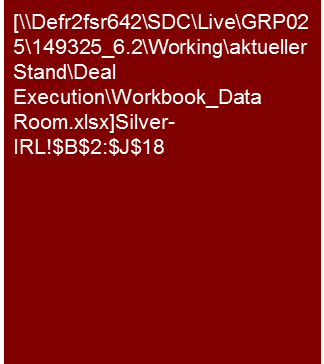 [\\Defr2fsr642\SDC\Live\GRP02
5\149325_6.2\Working\aktueller
Stand\Deal
Execution\Workbook_Data
Room.xlsx]Silver-
IRL!$B$2:$J$18